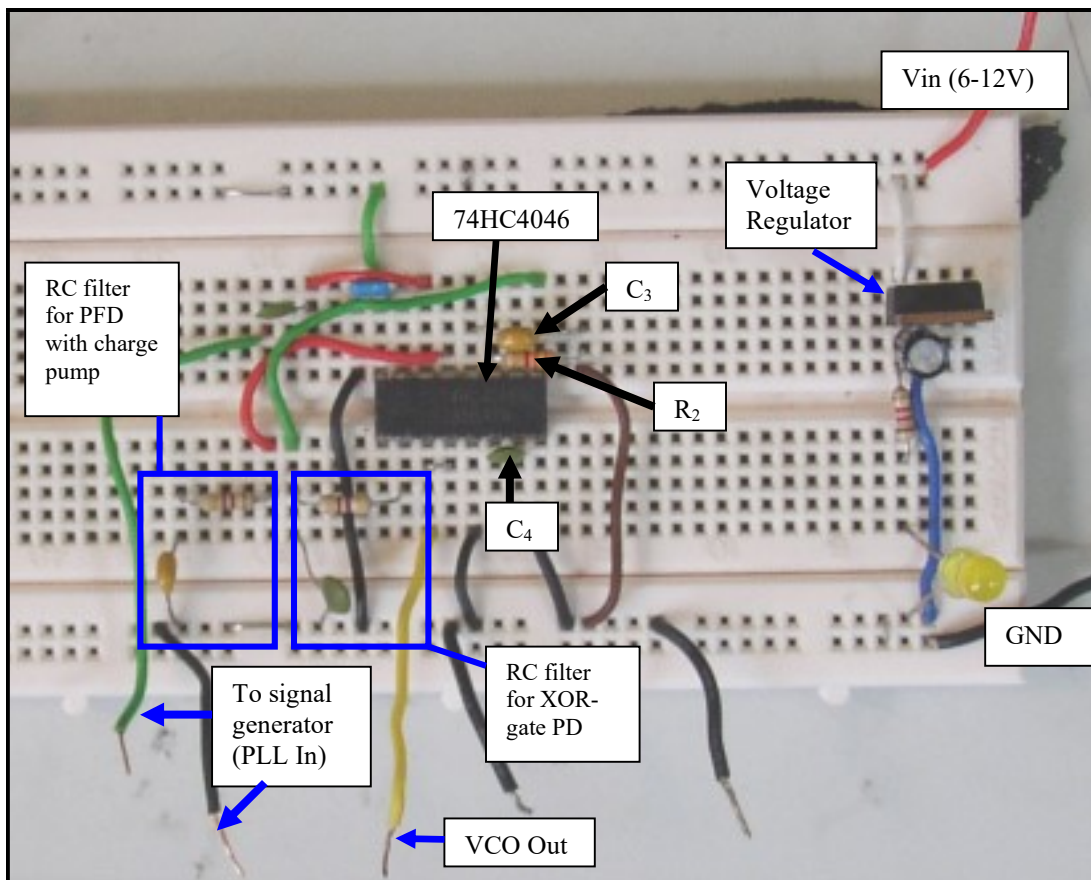 Vin (6-12V)
Voltage
Regulator
74HC4046
RC filter
for PFD
with charge
pump
C₃
R₂
C₄
GND
To signal
generator
(PLL In)
RC filter
for XOR-
gate PD
VCO Out